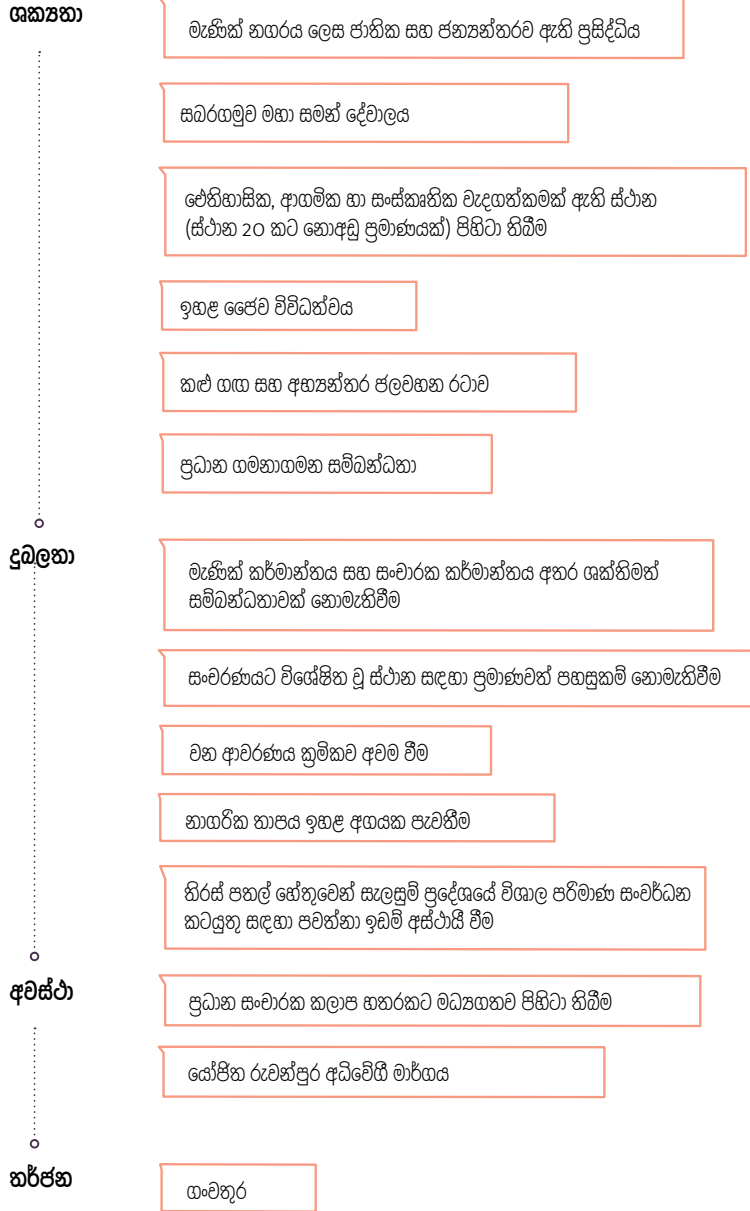 ශක්‍යතා
මැණික් නගරය ලෙස ජාතික සහ ජන්‍යන්තරව ඇති ප්‍රසිද්ධිය
සබරගමුව මහා සමන් දේවාලය
ඓතිහාසික, ආගමික හා සංස්කෘතික වැදගත්කමක් ඇති ස්ථාන
(ස්ථාන 20 කට නොඅඩු ප්‍රමාණයක්) පිහිටා තිබීම
ඉහළ ජෛව විවිධත්වය
කළු ගඟ සහ අභ්‍යන්තර ජලවහන රටාව
ප්‍රධාන ගමනාගමන සම්බන්ධතා
දුබලතා
මැණික් කර්මාන්තය සහ සංචාරක කර්මාන්තය අතර ශක්තිමත්
සම්බන්ධතාවක් නොමැතිවීම
සංචරණයට විශේෂිත වූ ස්ථාන සඳහා ප්‍රමාණවත් පහසුකම් නොමැතිවීම
වන ආවරණය ක්‍රමිකව අවම වීම
නාගරික තාපය ඉහළ අගයක පැවතීම
තිරස් පතල් හේතුවෙන් සැලසුම් ප්‍රදේශයේ විශාල පරිමාණ සංවර්ධන
කටයුතු සඳහා පවත්නා ඉඩම් අස්ථායී වීම
අවස්ථා
ප්‍රධාන සංචාරක කලාප හතරකට මධ්‍යගතව පිහිටා තිබීම
යෝජිත රුවන්පුර අධිවේගී මාර්ගය
තර්ජන
ගංවතුර